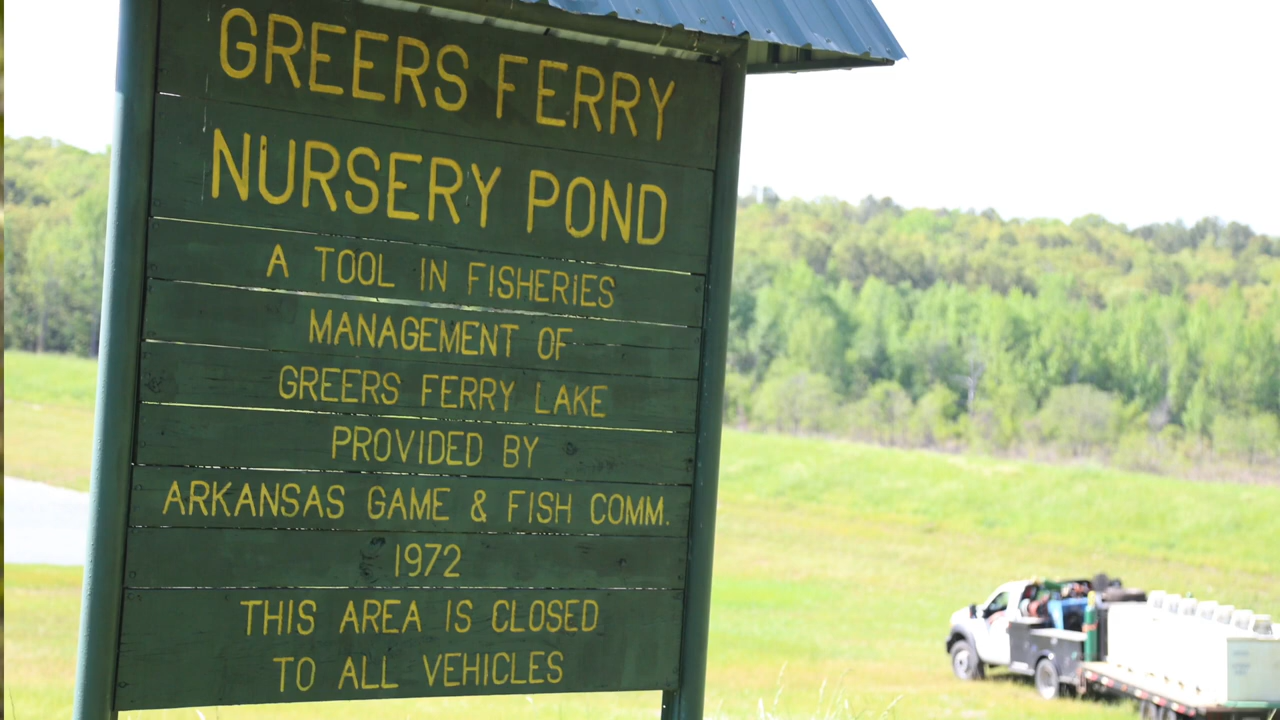 GREERS FERRY
NURSERY POND
A TOOL IN FISHERIES
MANAGEMENT OF
GREERS FERRY LAKE
PROVIDED BY
ARKANSAS GAME & FISH COMM.
1972
THIS AREA IS CLOSED
TO ALL VEHICLES